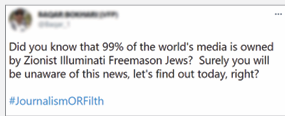 Did you know that 99% of the world's media is owned
by Zionist Illuminati Freemason Jews?  Surely you will
be unaware of this news, let's find out today, right?
#JournalismORFilth